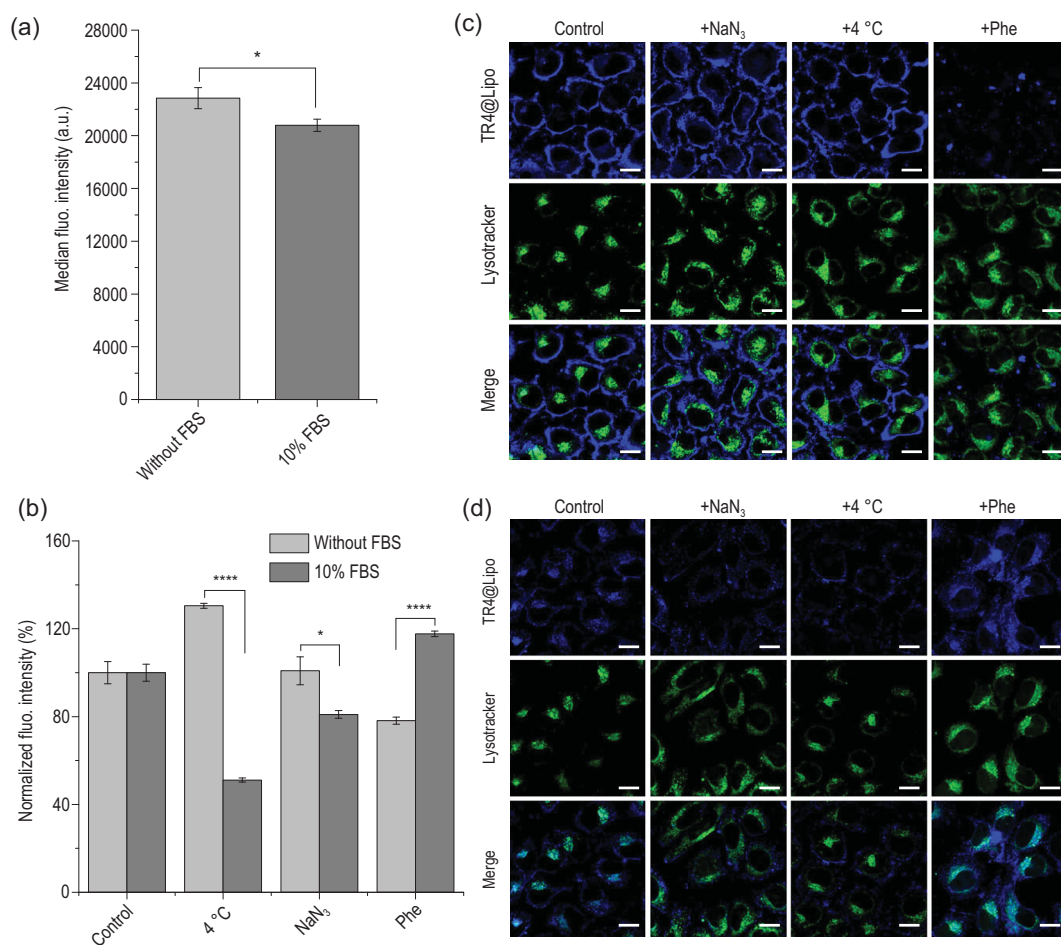 (a)
28000
24000
20000
16000
12000
8000
4000
0
Median fluo. intensity (a.u.)
*
Without FBS
10% FBS
(b)
160
120
80
40
0
Normalized fluo. intensity (%)
Without FBS
10% FBS
****
*
****
Control
4 °C
NaN₃
Phe
(c)
Control +NaN₃ +4 °C +Phe
TR4@Lipo
Lysotracker
Merge
(d)
Control +NaN₃ +4 °C +Phe
TR4@Lipo
Lysotracker
Merge